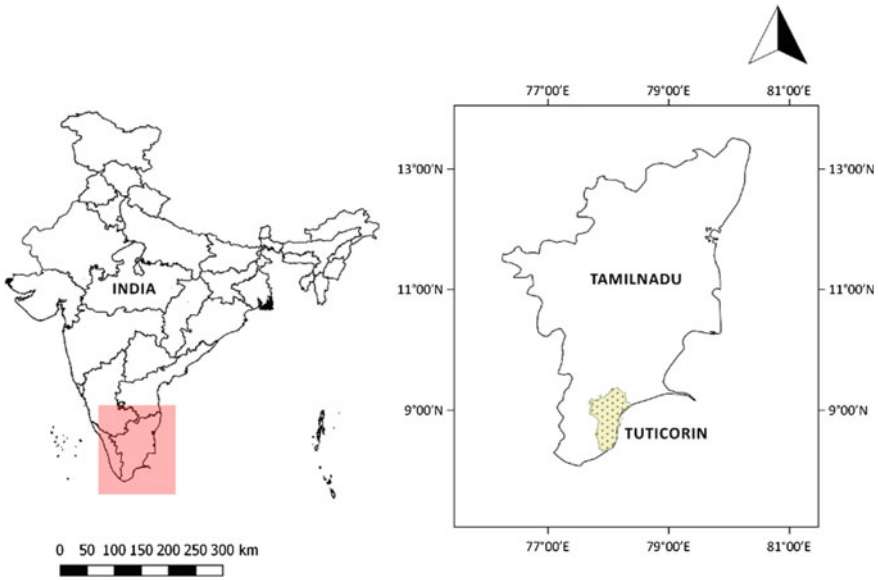 INDIA
0 50 100 150 200 250 300 km
77°00'E 79°00'E 81°00'E
13°00'N 13°00'N
TAMILNADU
11°00'N 11°00'N
9°00'N 9°00'N
TUTICORIN
77°00'E 79°00'E 81°00'E